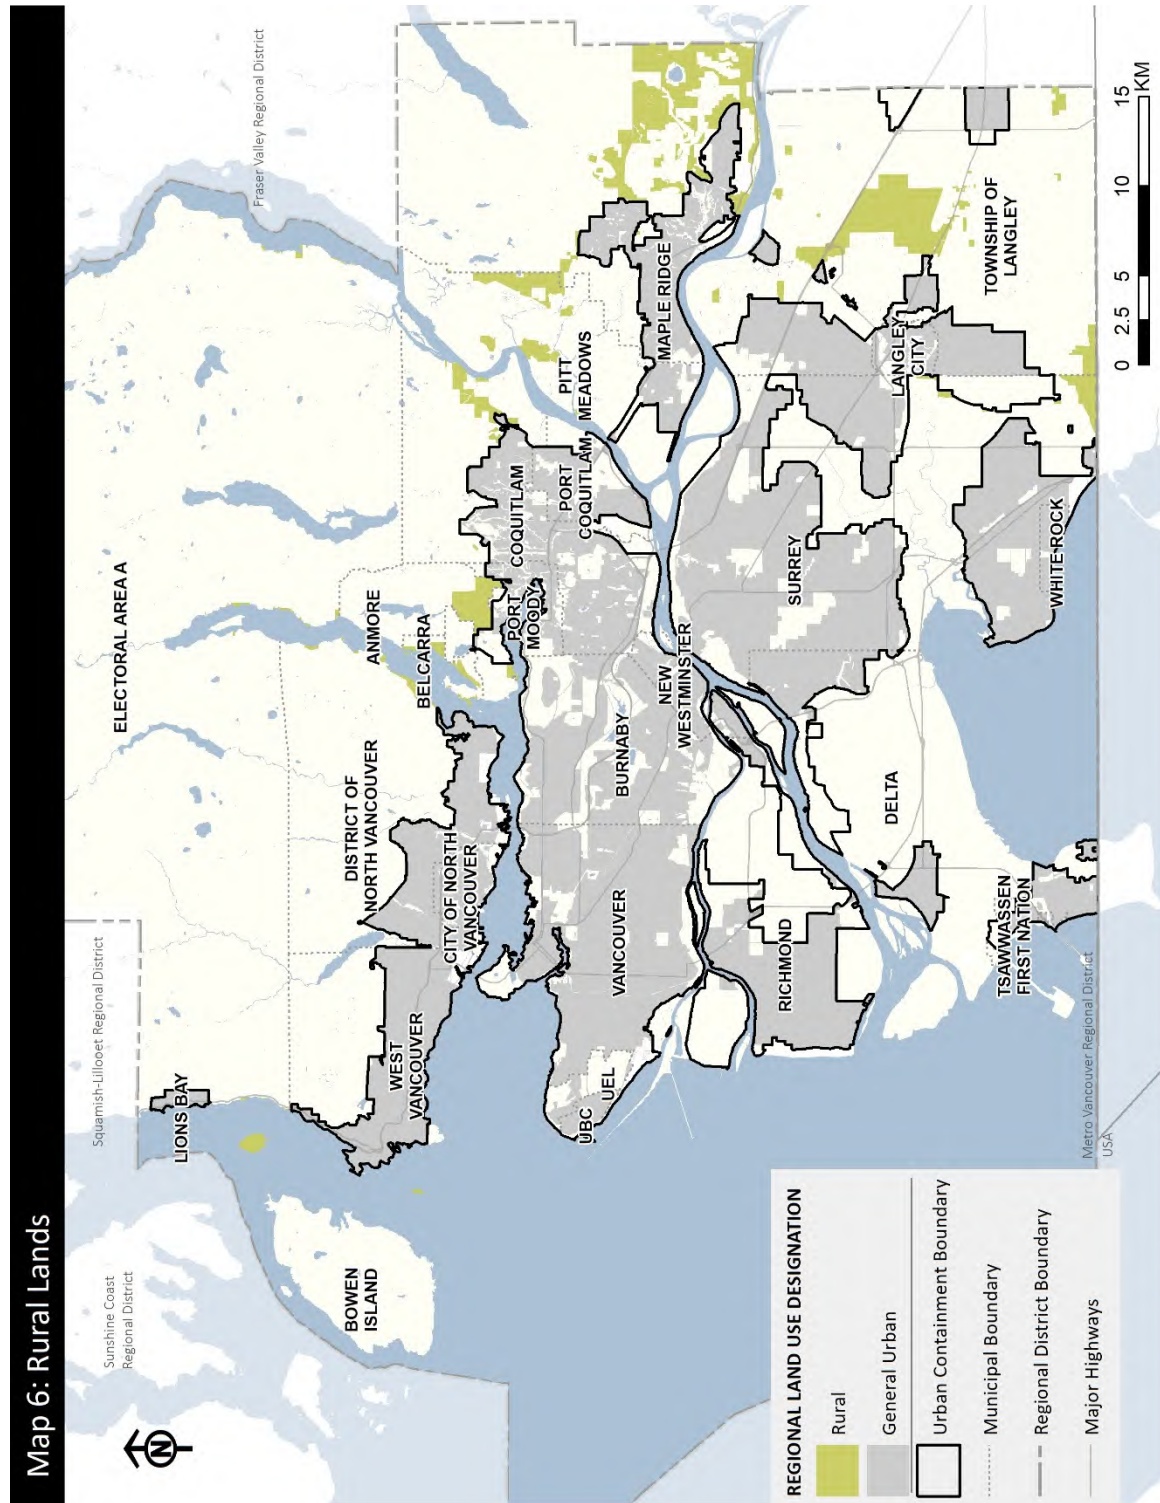 Map 6: Rural Lands
Sunshine Coast
Regional District
Squamish-Lillooet Regional District
Fraser Valley Regional District
ELECTORAL AREA A
LIONS BAY
BOWEN
ISLAND
WEST
VANCOUVER
DISTRICT OF
NORTH VANCOUVER
CITY OF NORTH
VANCOUVER
ANMORE
BELCARRA
PORT
MOODY
COQUITLAM
PORT
COQUITLAM
PITT
MEADOWS
MAPLE RIDGE
UBC
UEL
VANCOUVER
BURNABY
NEW
WESTMINSTER
RICHMOND
SURREY
DELTA
LANGLEY
CITY
TOWNSHIP OF
LANGLEY
WHITE ROCK
TSAWWASSEN
FIRST NATION
Metro Vancouver Regional District
USA
REGIONAL LAND USE DESIGNATION
Rural
General Urban
Urban Containment Boundary
Municipal Boundary
Regional District Boundary
Major Highways
0 2.5 5 10 15
KM
N